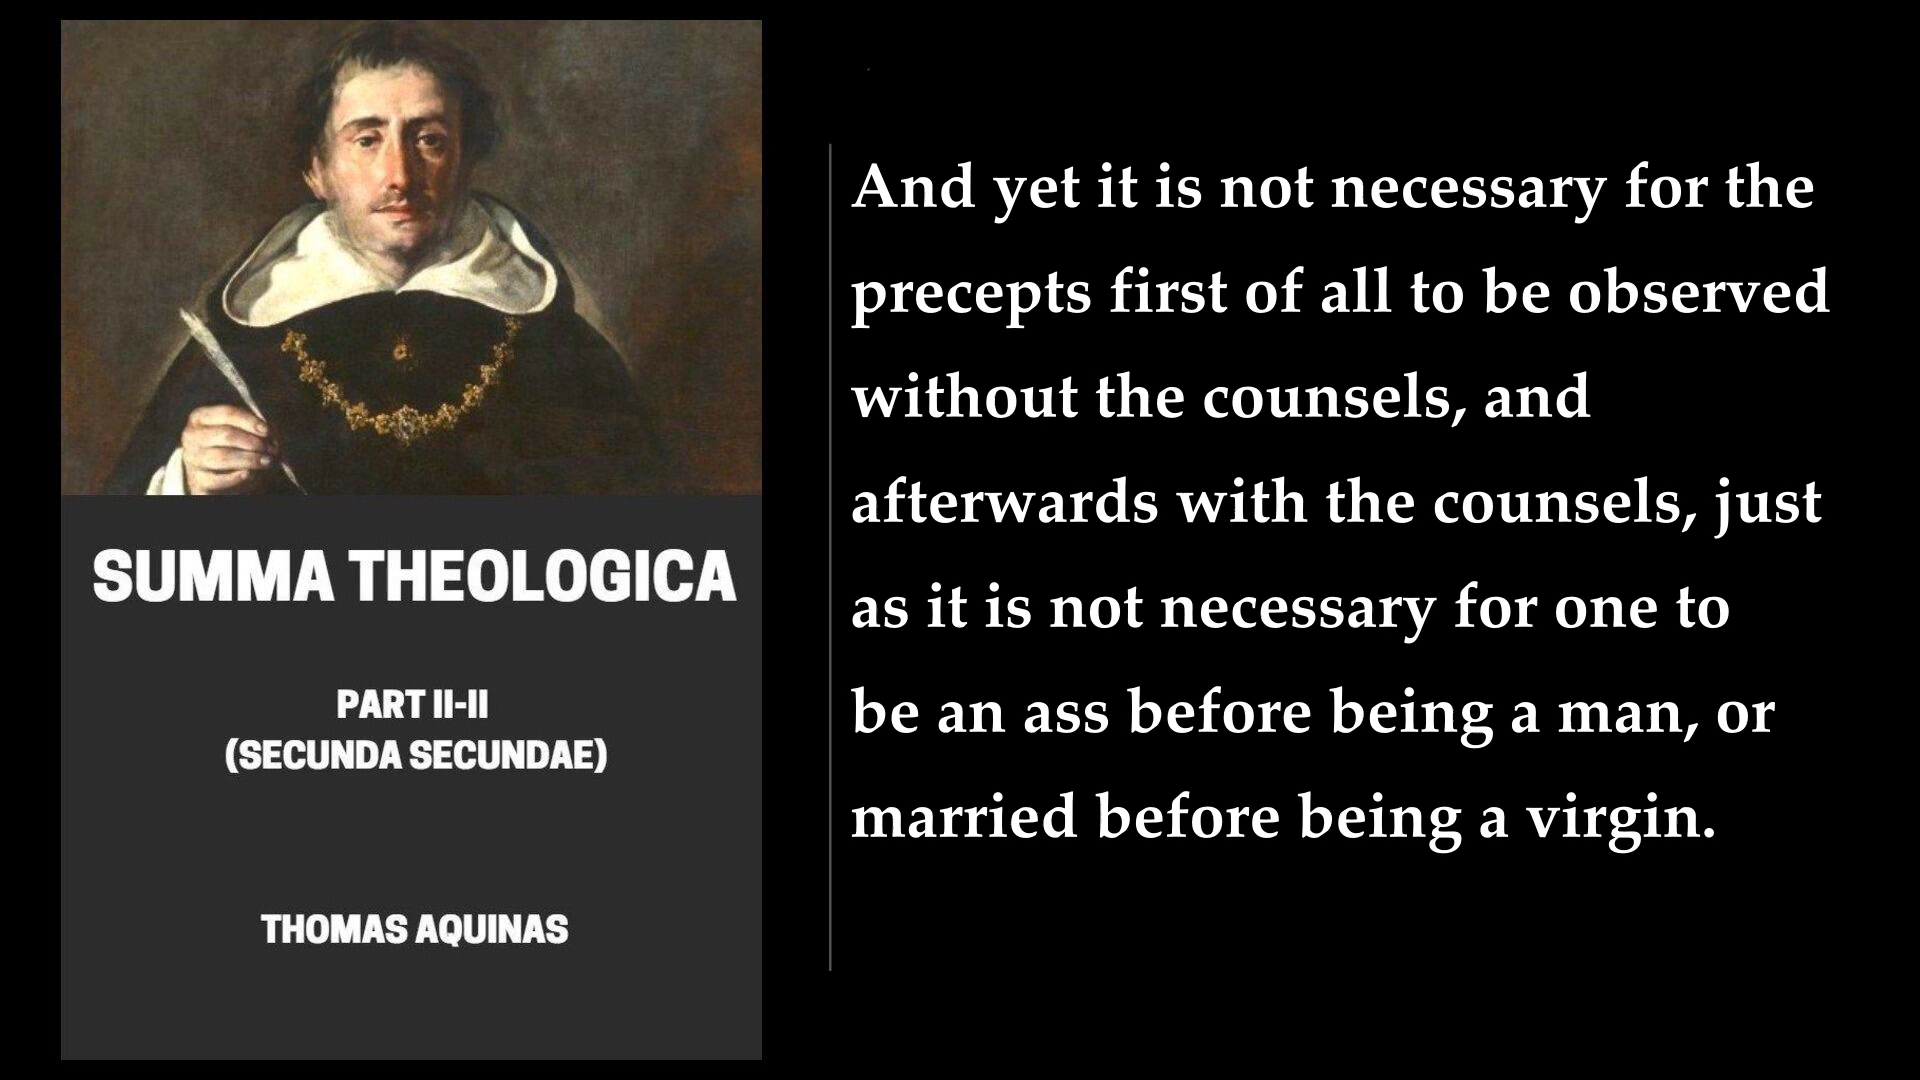 SUMMA THEOLOGICA
PART II-II
(SECUNDA SECUNDAE)
THOMAS AQUINAS
And yet it is not necessary for the
precepts first of all to be observed
without the counsels, and
afterwards with the counsels, just
as it is not necessary for one to
be an ass before being a man, or
married before being a virgin.